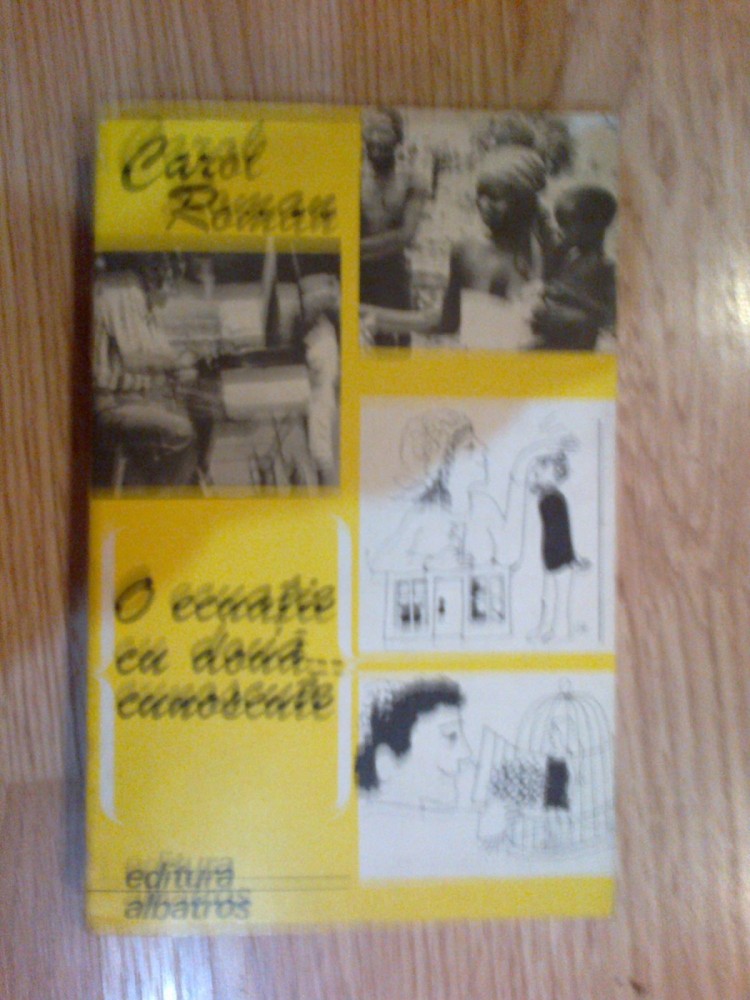 Carol
Roman
O ecuație
cu două...
cunoscute
editura
albatros